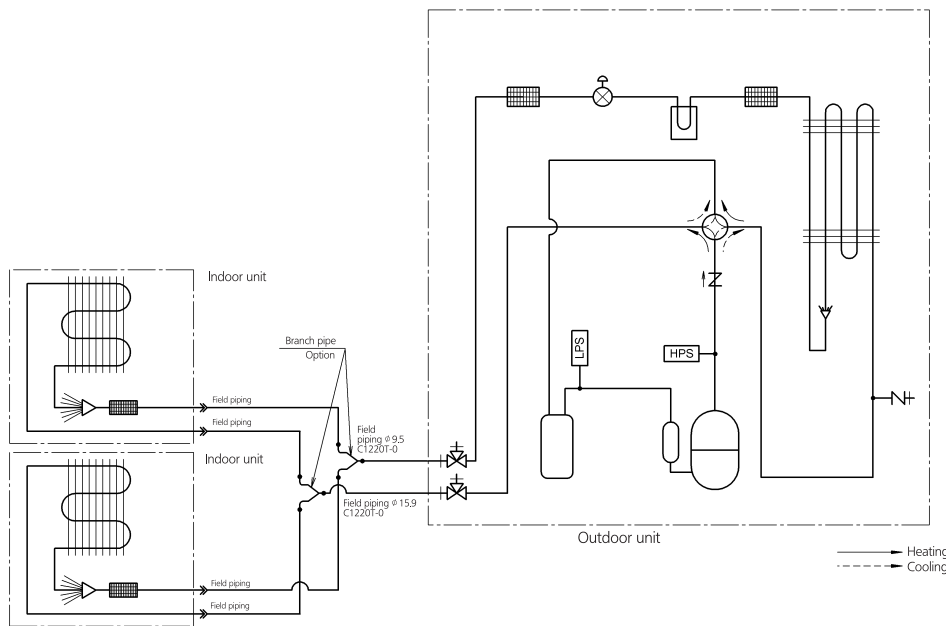 Indoor unit
Branch pipe
Option
LPS
HPS
Field piping
Field piping
Field
piping φ 9.5
C1220T-0
Indoor unit
Field piping φ 15.9
C1220T-0
Outdoor unit
Heating
Cooling
Field piping
Field piping